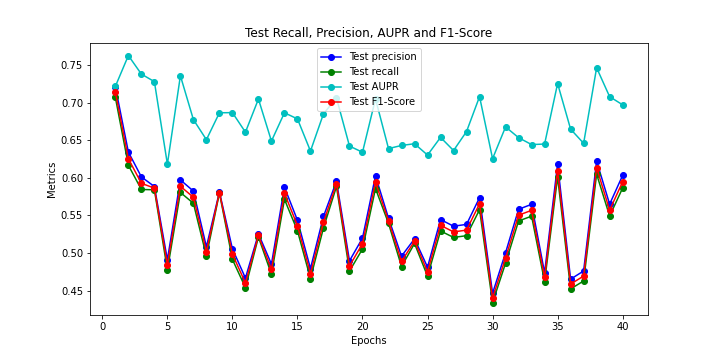 Test Recall, Precision, AUPR and F1-Score
Test precision
Test recall
Test AUPR
Test F1-Score
Metrics
0.75
0.70
0.65
0.60
0.55
0.50
0.45
0 5 10 15 20 25 30 35 40
Epochs